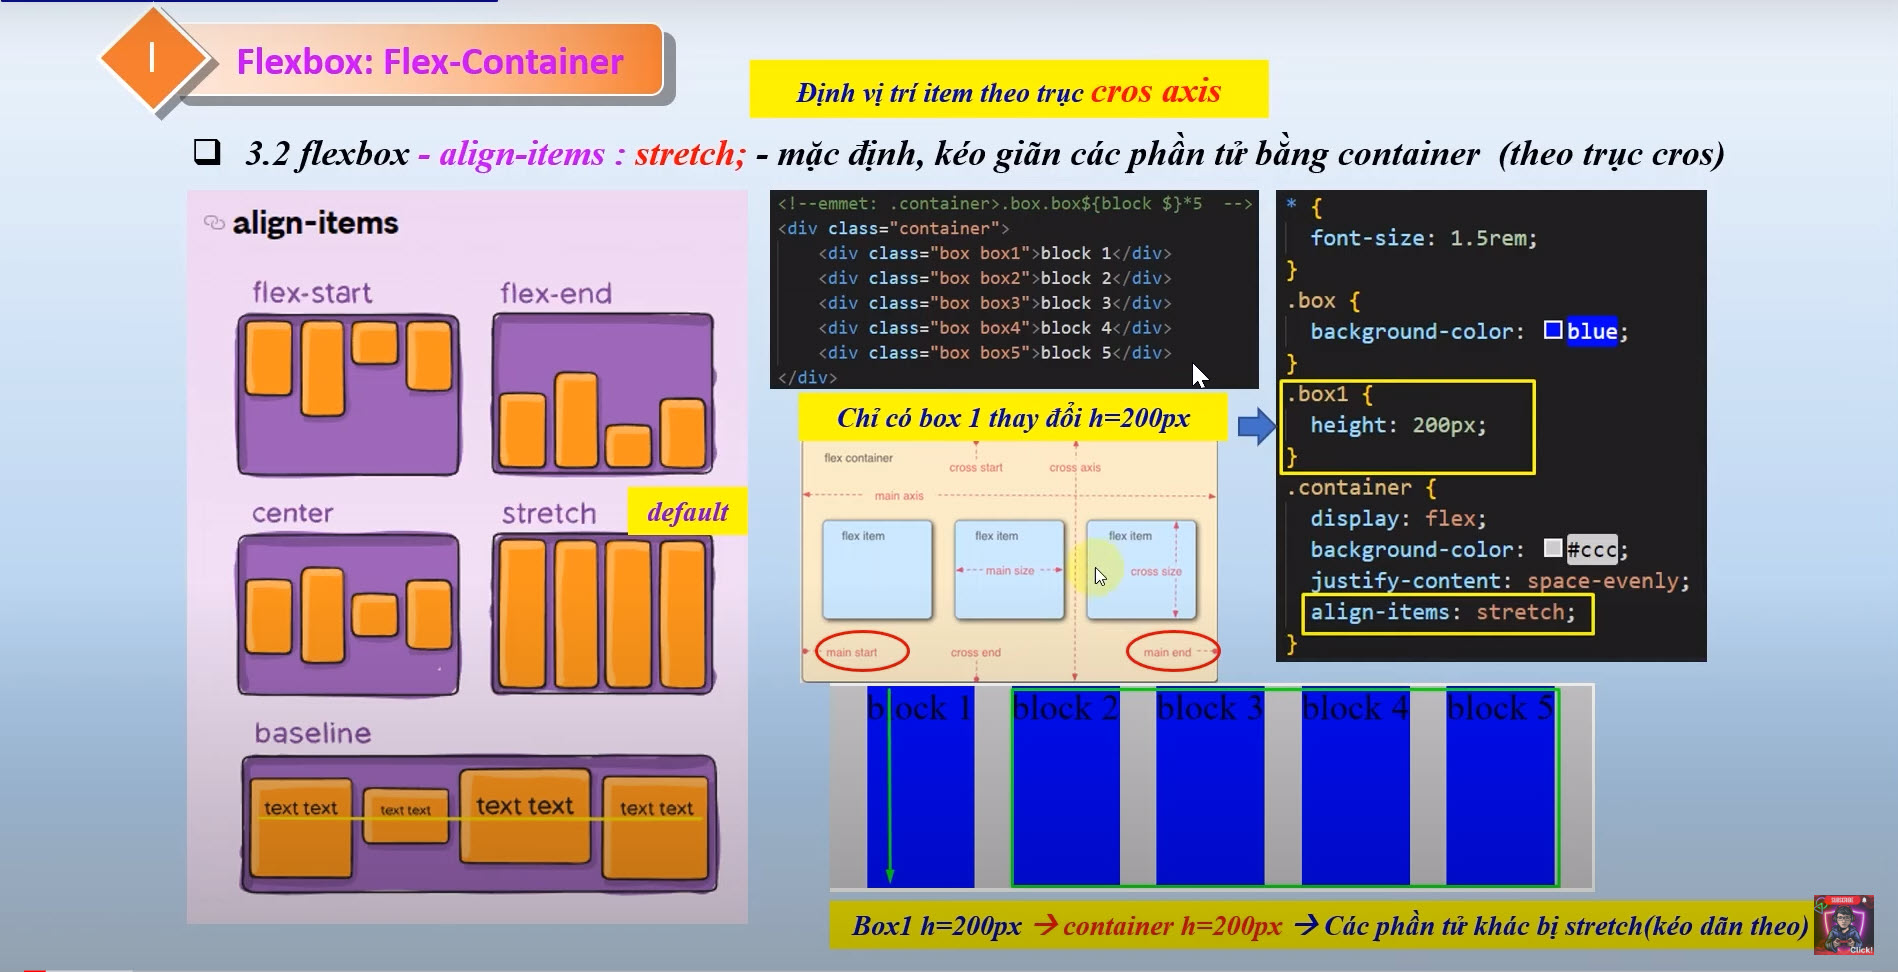 I
Flexbox: Flex-Container
Định vị trí item theo trục cros axis
3.2 flexbox - align-items : stretch; - mặc định, kéo giãn các phần tử bằng container (theo trục cros)
align-items
flex-start
flex-end
center
stretch
default
baseline
text text
text text
text text
text text
<!--emmet: .container>.box.box${block $}*5 -->
<div class="container">
<div class="box box1">block 1</div>
<div class="box box2">block 2</div>
<div class="box box3">block 3</div>
<div class="box box4">block 4</div>
<div class="box box5">block 5</div>
</div>
Chỉ có box 1 thay đổi h=200px
flex container
cross start
cross axis
main axis
flex item
flex item
flex item
main size
cross size
main start
cross end
main end
* {
font-size: 1.5rem;
}
.box {
background-color: blue;
}
.box1 {
height: 200px;
}
.container {
display: flex;
background-color: #ccc;
justify-content: space-evenly;
align-items: stretch;
}
block 1
block 2
block 3
block 4
block 5
Box1 h=200px → container h=200px → Các phần tử khác bị stretch(kéo dãn theo)
SUBSCRIBE
Click!